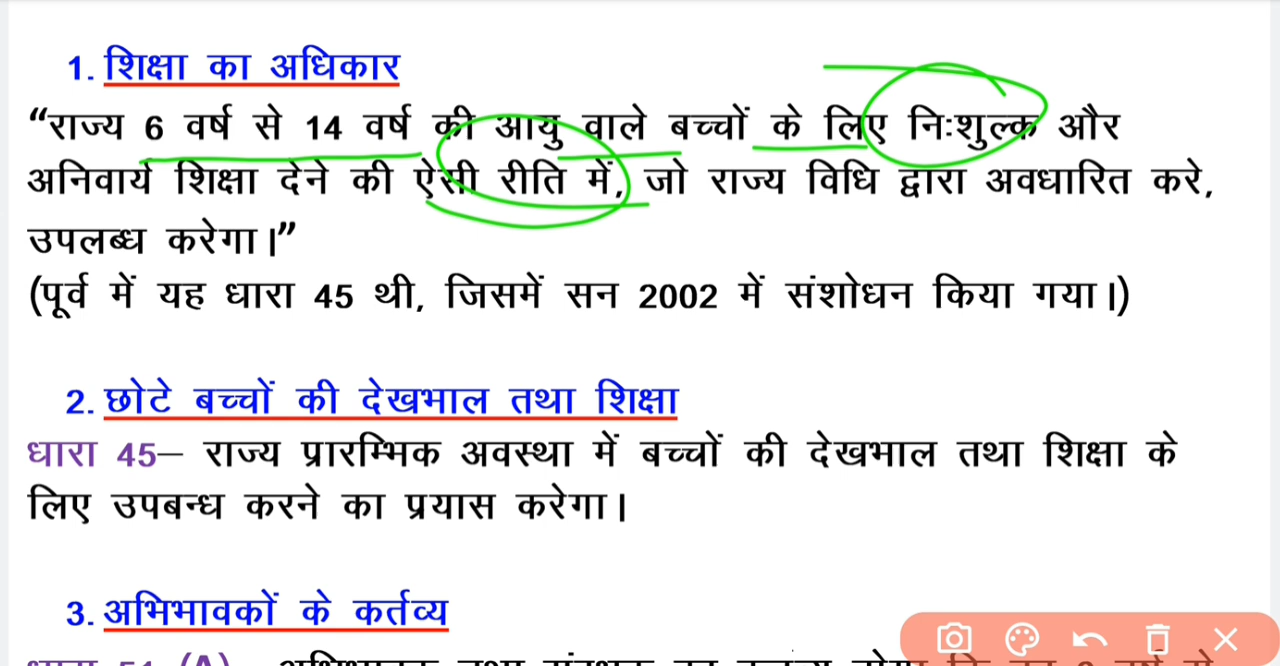 1. शिक्षा का अधिकार
“राज्य 6 वर्ष से 14 वर्ष की आयु वाले बच्चों के लिए नि:शुल्क और
अनिवार्य शिक्षा देने की ऐसी रीति में, जो राज्य विधि द्वारा अवधारित करे,
उपलब्ध करेगा।”
(पूर्व में यह धारा 45 थी, जिसमें सन 2002 में संशोधन किया गया।)
2. छोटे बच्चों की देखभाल तथा शिक्षा
धारा 45– राज्य प्रारम्भिक अवस्था में बच्चों की देखभाल तथा शिक्षा के
लिए उपबन्ध करने का प्रयास करेगा।
3. अभिभावकों के कर्तव्य